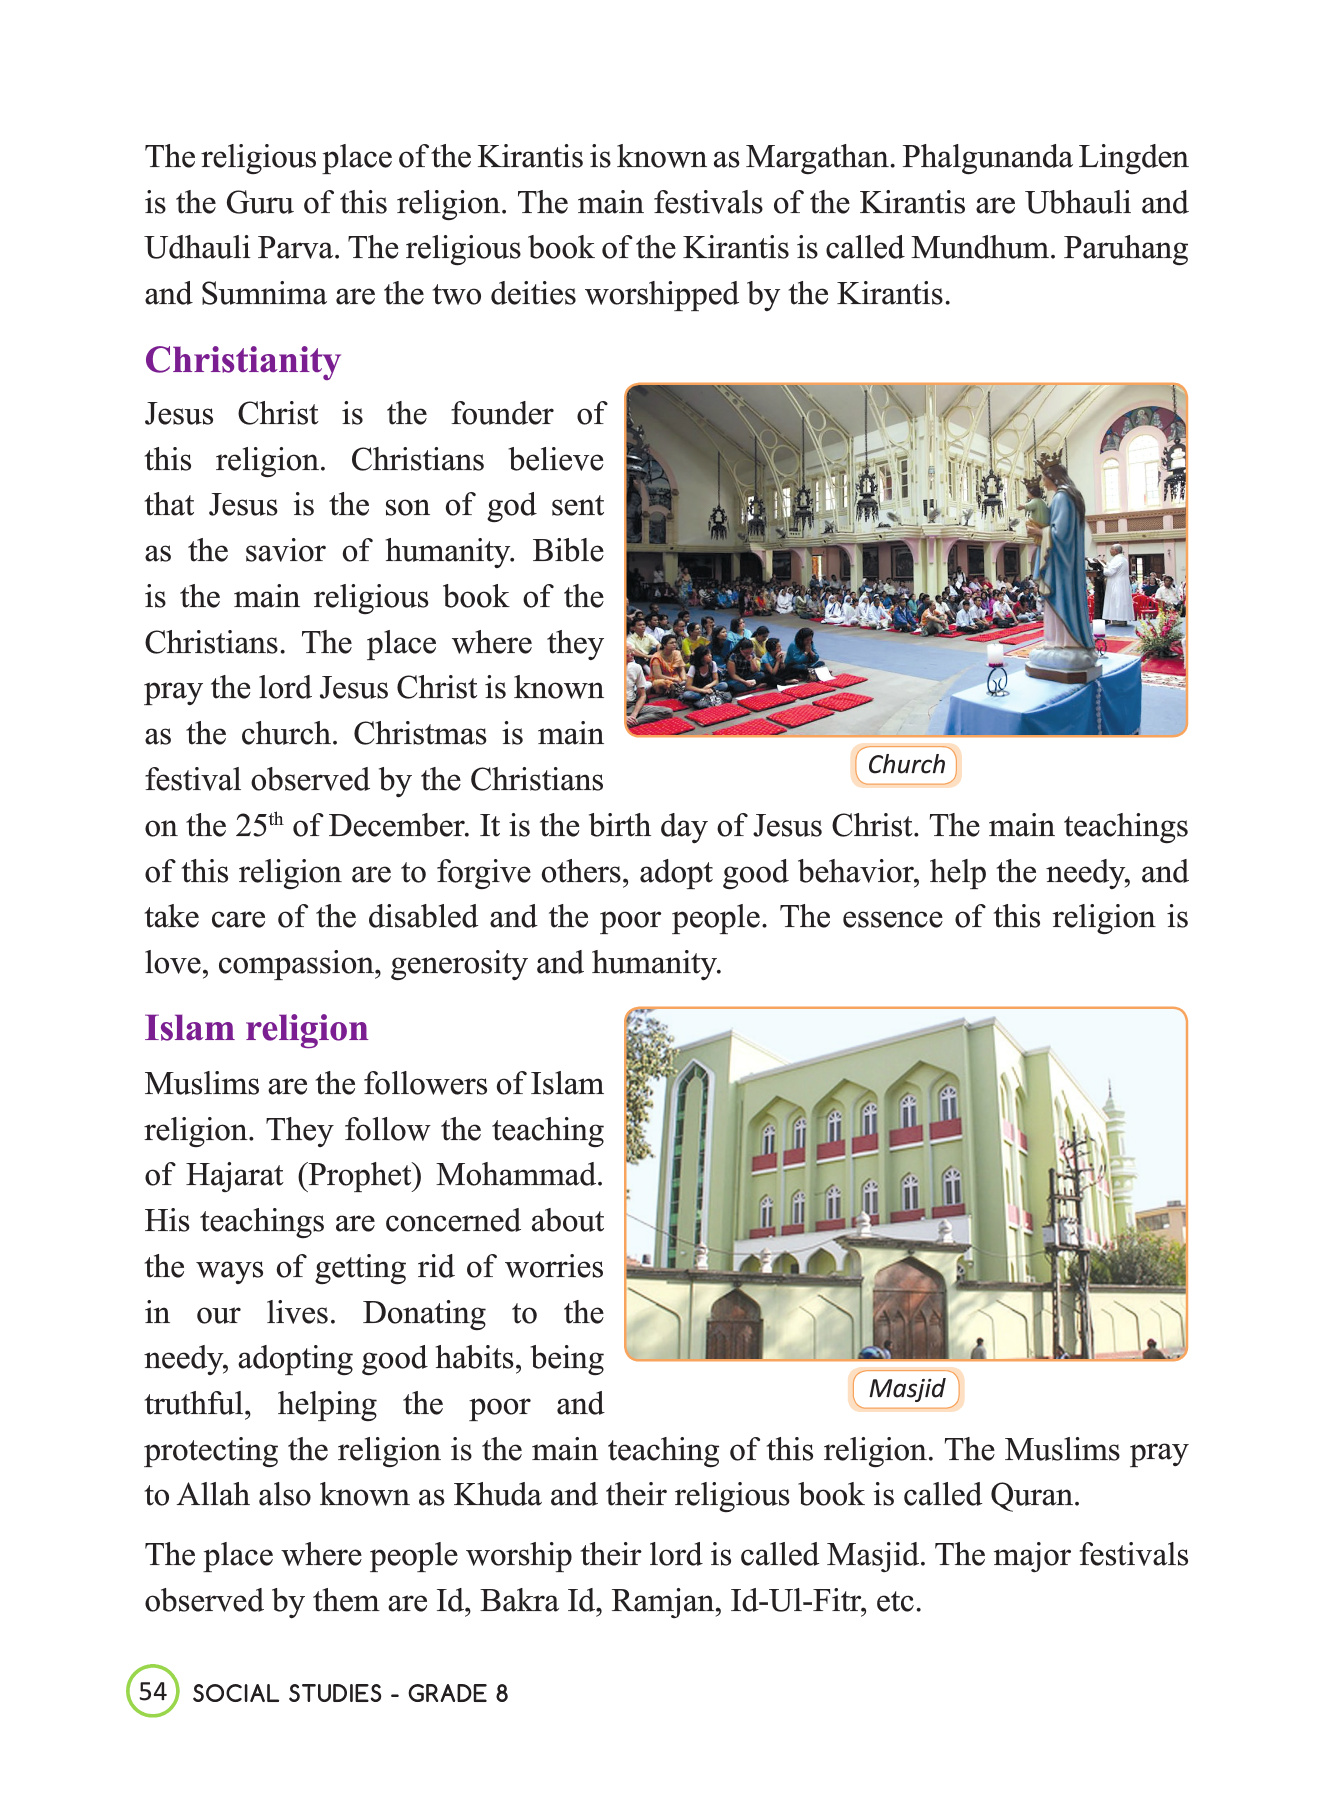 The religious place of the Kirantis is known as Margathan. Phalgunanda Lingden
is the Guru of this religion. The main festivals of the Kirantis are Ubhauli and
Udhauli Parva. The religious book of the Kirantis is called Mundhum. Paruhang
and Sumnima are the two deities worshipped by the Kirantis.
Christianity
Jesus Christ is the founder of
this religion. Christians believe
that Jesus is the son of god sent
as the savior of humanity. Bible
is the main religious book of the
Christians. The place where they
pray the lord Jesus Christ is known
as the church. Christmas is main
festival observed by the Christians
Church
on the 25th of December. It is the birth day of Jesus Christ. The main teachings
of this religion are to forgive others, adopt good behavior, help the needy, and
take care of the disabled and the poor people. The essence of this religion is
love, compassion, generosity and humanity.
Islam religion
Muslims are the followers of Islam
religion. They follow the teaching
of Hajarat (Prophet) Mohammad.
His teachings are concerned about
the ways of getting rid of worries
in our lives. Donating to the
needy, adopting good habits, being
truthful, helping the poor and
Masjid
protecting the religion is the main teaching of this religion. The Muslims pray
to Allah also known as Khuda and their religious book is called Quran.
The place where people worship their lord is called Masjid. The major festivals
observed by them are Id, Bakra Id, Ramjan, Id-Ul-Fitr, etc.
54 SOCIAL STUDIES - GRADE 8